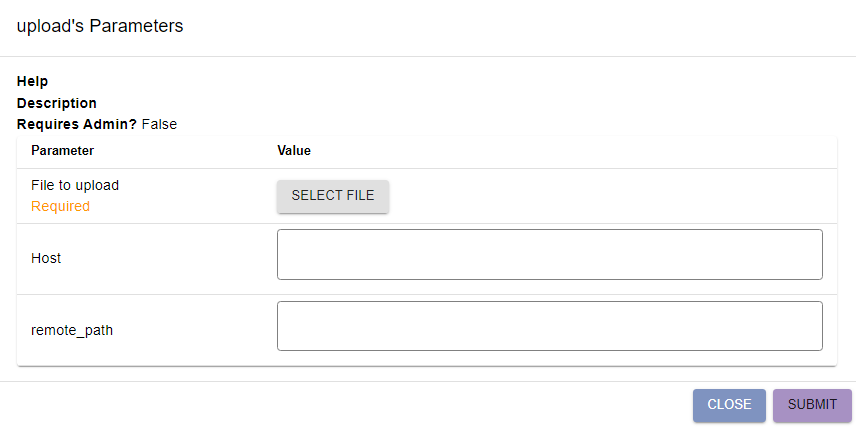 upload's Parameters
Help
Description
Requires Admin? False
Parameter Value
File to upload
Required
SELECT FILE
Host
remote_path
CLOSE SUBMIT